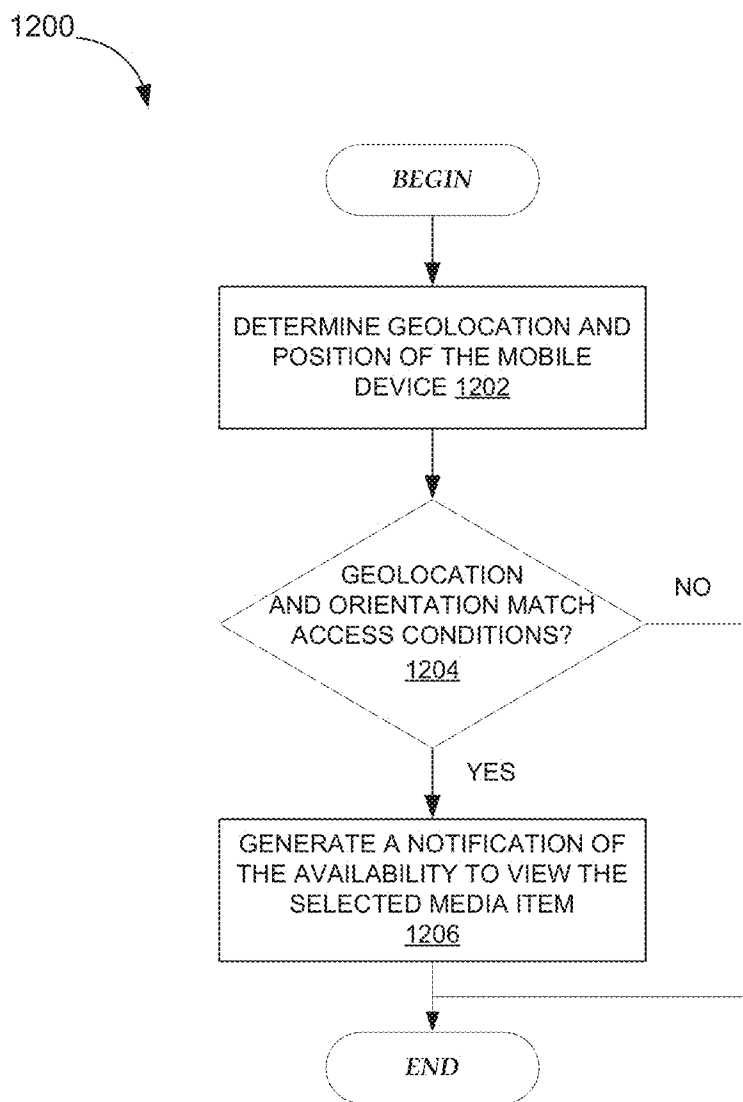 1200
BEGIN
DETERMINE GEOLOCATION AND
POSITION OF THE MOBILE
DEVICE 1202
GEOLOCATION
AND ORIENTATION MATCH
ACCESS CONDITIONS?
1204
NO
YES
GENERATE A NOTIFICATION OF
THE AVAILABILITY TO VIEW THE
SELECTED MEDIA ITEM
1206
END